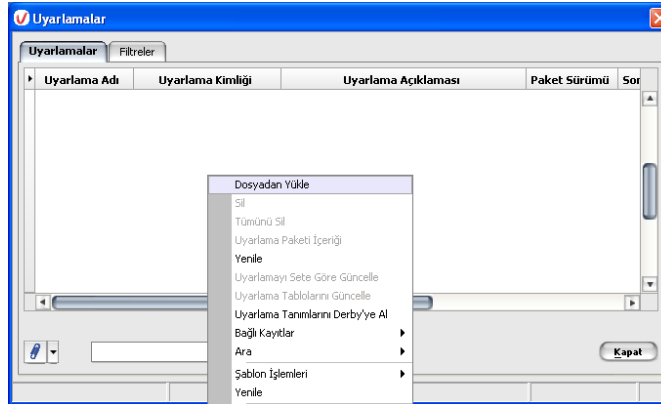 Uyarlamalar
Uyarlamalar Filtreler
Uyarlama Adı Uyarlama Kimliği Uyarlama Açıklaması Paket Sürümü Sor
Dosyadan Yükle
Sil
Tümünü Sil
Uyarlama Paketi İçeriği
Yenile
Uyarlamayı Sete Göre Güncelle
Uyarlama Tablolarını Güncelle
Uyarlama Tanımlarını Derby'ye Al
Bağlı Kayıtlar
Ara
Kapat
Şablon İşlemleri
Yenile